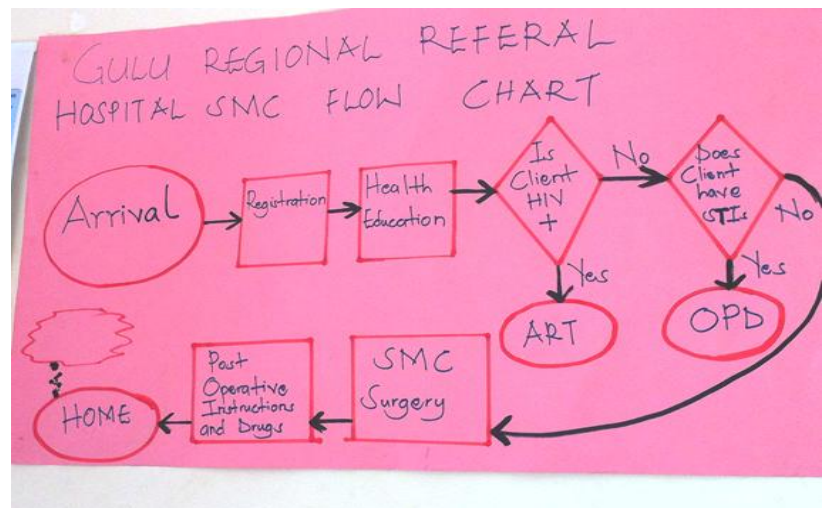 GULU REGIONAL REFERAL
HOSPITAL SMC FLOW CHART
Arrival
Registration
Health
Education
Is
Client
HIV
+
No
Yes
ART
Does
Client
have
STIs
No
Yes
OPD
SMC
Surgery
Post
Operative
Instructions
and Drugs
HOME